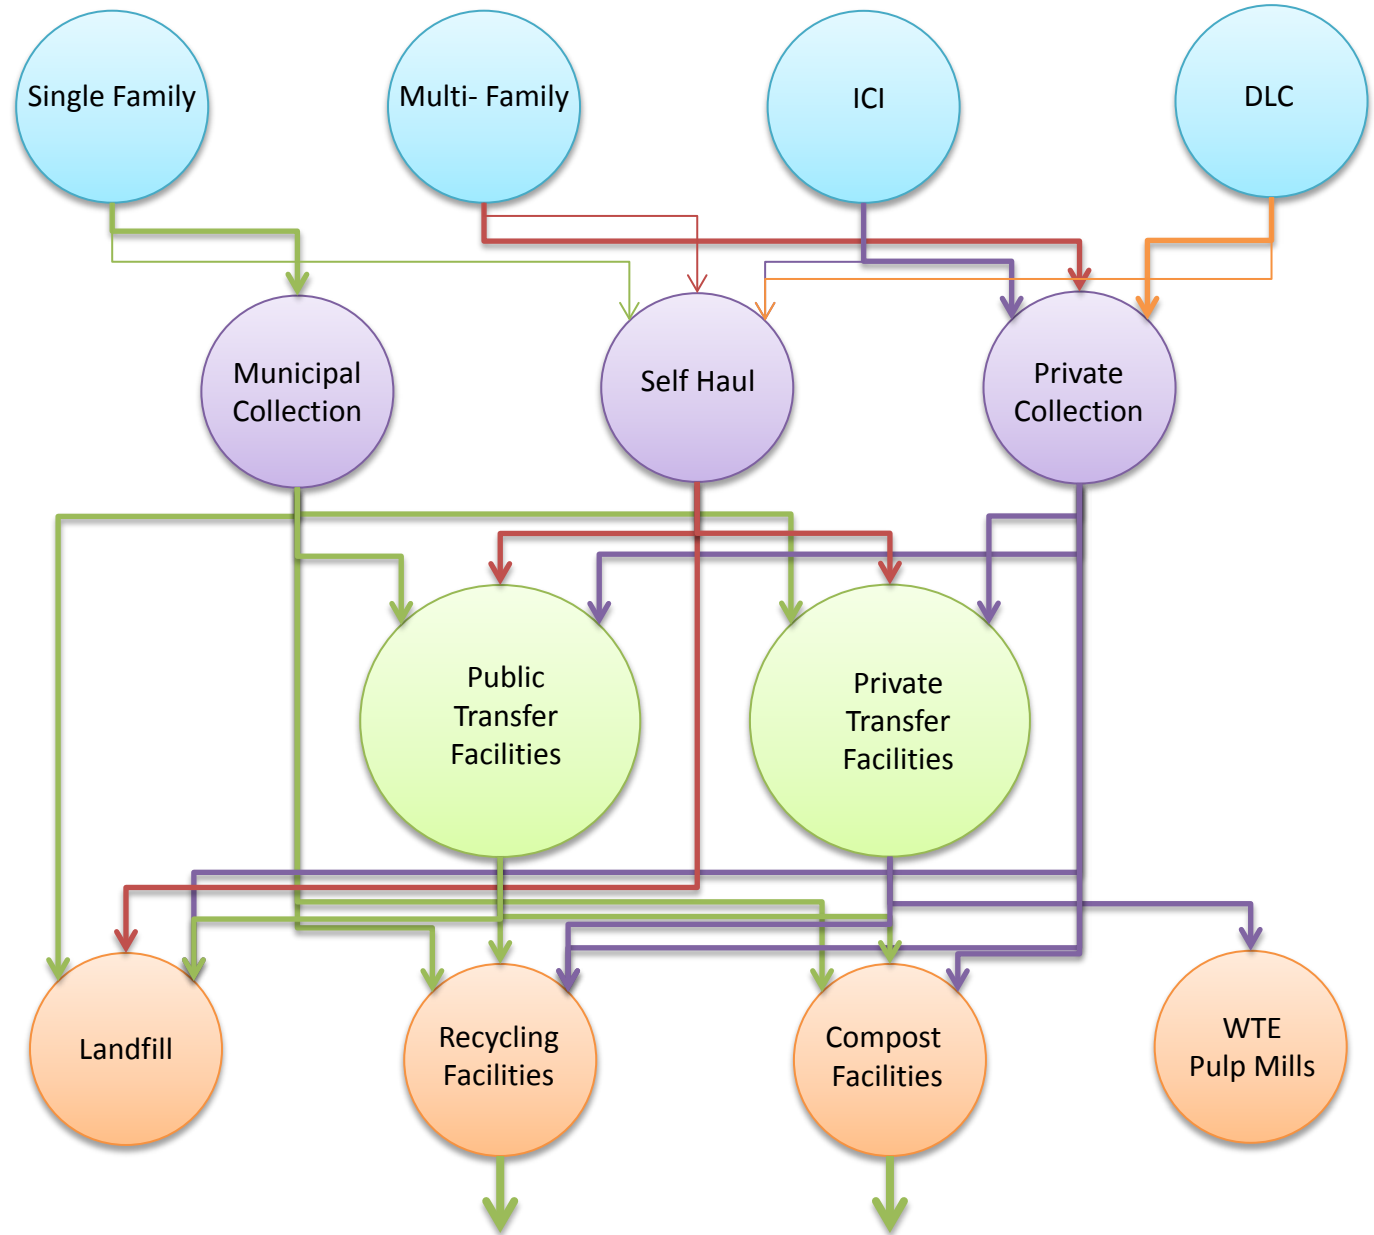 Single Family
Multi- Family
ICI
DLC
Municipal
Collection
Self Haul
Private
Collection
Public
Transfer
Facilities
Private
Transfer
Facilities
Landfill
Recycling
Facilities
Compost
Facilities
WTE
Pulp Mills